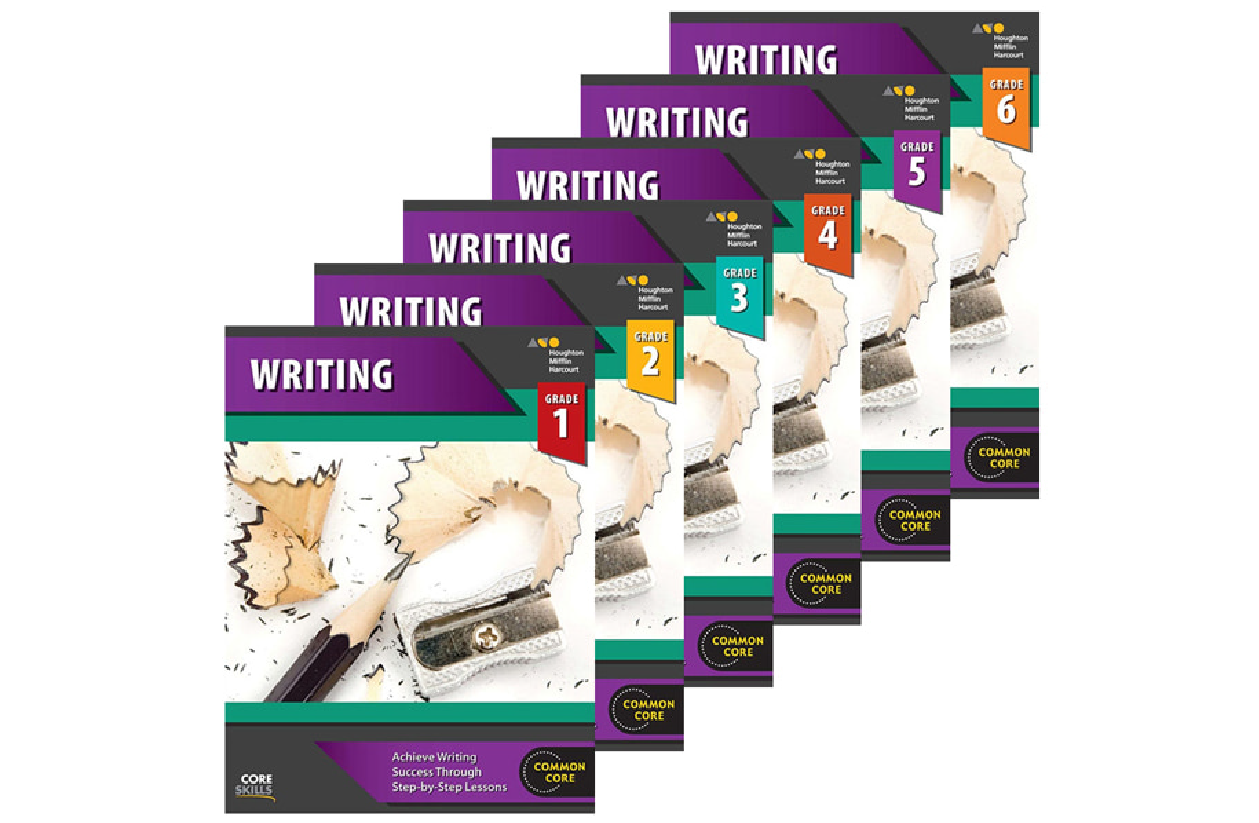 WRITING
Houghton
Mifflin
Harcourt
GRADE
6
WRITING
Houghton
Mifflin
Harcourt
GRADE
5
WRITING
Houghton
Mifflin
Harcourt
GRADE
4
WRITING
Houghton
Mifflin
Harcourt
GRADE
3
WRITING
Houghton
Mifflin
Harcourt
GRADE
2
WRITING
Houghton
Mifflin
Harcourt
GRADE
1
COMMON
CORE
COMMON
CORE
COMMON
CORE
COMMON
CORE
COMMON
CORE
Achieve Writing
Success Through
Step-by-Step Lessons
COMMON
CORE
CORE
SKILLS